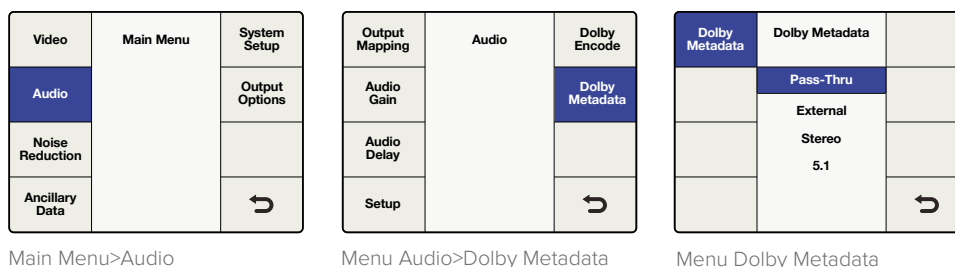 Video
Main Menu
System
Setup
Audio
Output
Options
Noise
Reduction
Ancillary
Data
Main Menu>Audio
Output
Mapping
Audio
Dolby
Encode
Audio
Gain
Dolby
Metadata
Audio
Delay
Setup
Menu Audio>Dolby Metadata
Dolby
Metadata
Dolby Metadata
Pass-Thru
External
Stereo
5.1
Menu Dolby Metadata